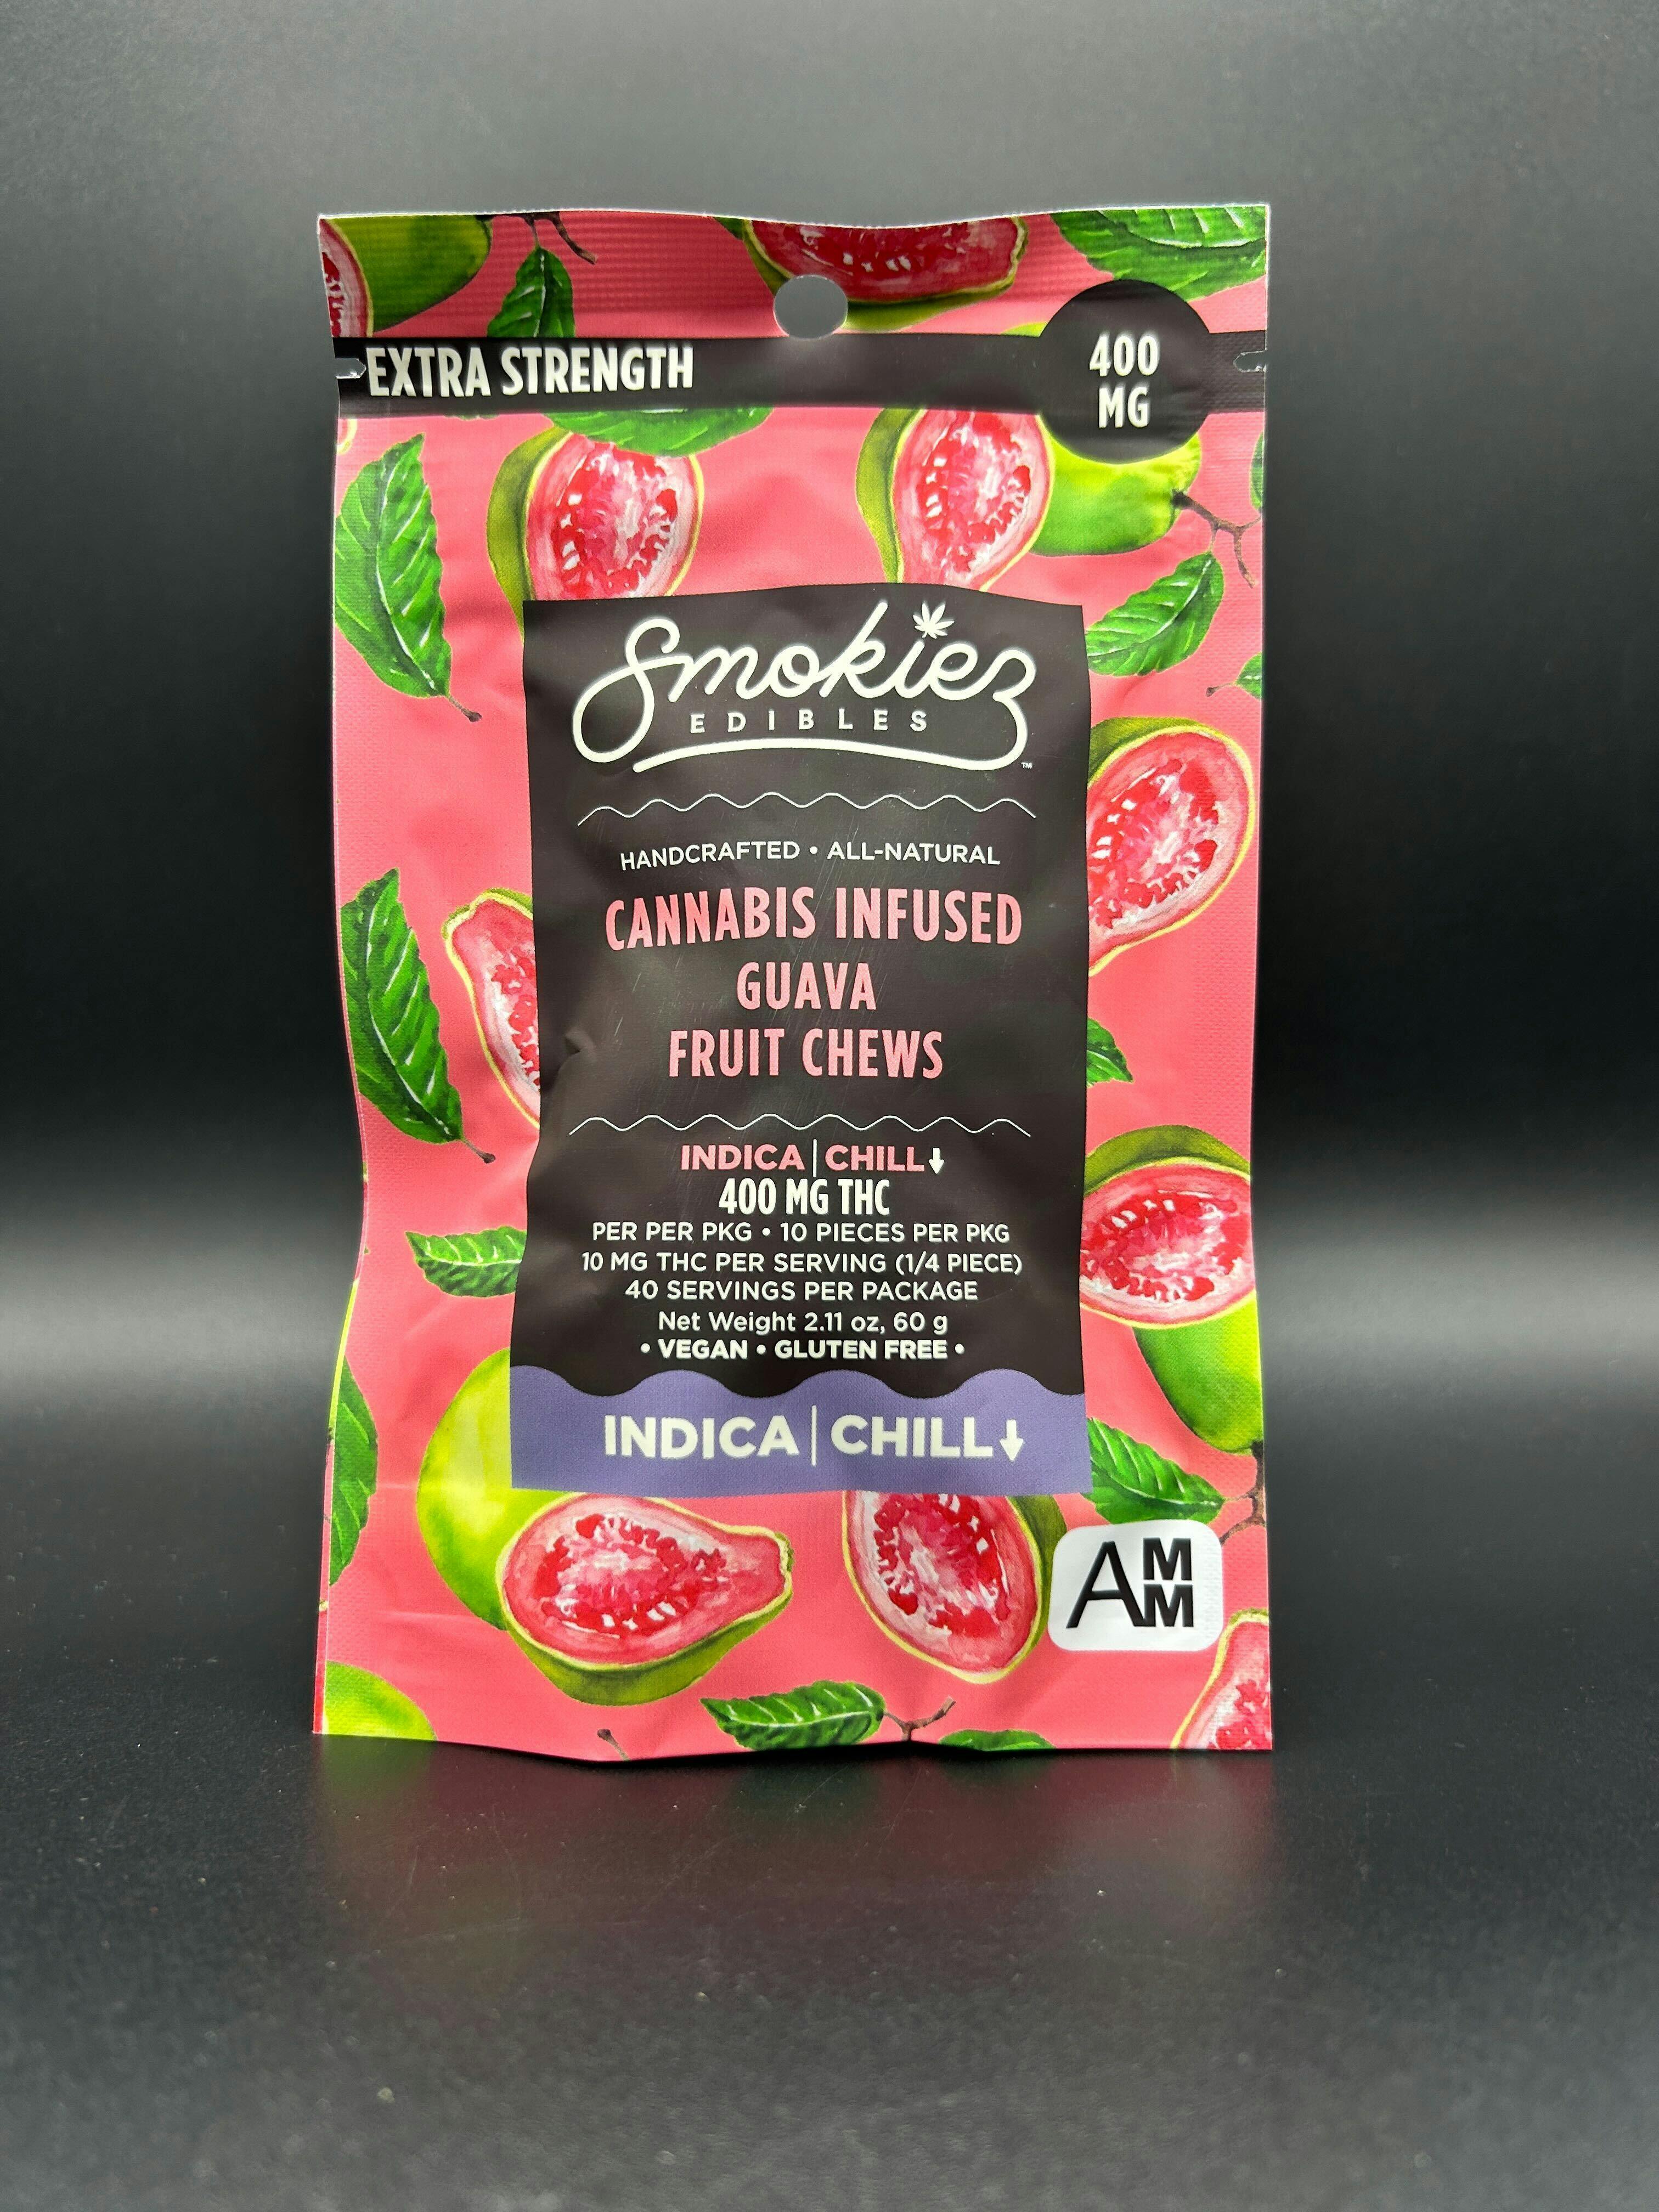 EXTRA STRENGTH
400
MG
Smokiez
EDIBLES
™
HANDCRAFTED • ALL-NATURAL
CANNABIS INFUSED
GUAVA
FRUIT CHEWS
INDICA | CHILL↓
400 MG THC
PER PER PKG • 10 PIECES PER PKG
10 MG THC PER SERVING (1/4 PIECE)
40 SERVINGS PER PACKAGE
Net Weight 2.11 oz, 60 g
• VEGAN • GLUTEN FREE •
INDICA | CHILL↓
AMM